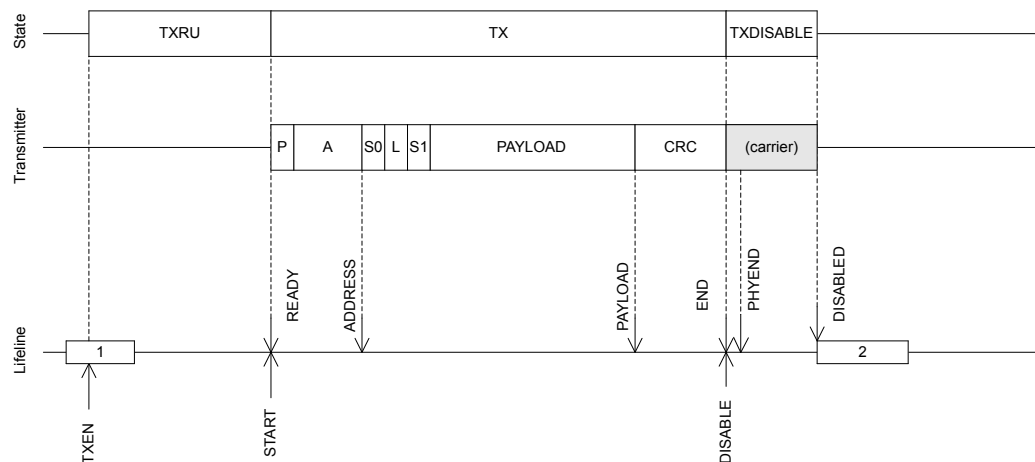 State
TXRU
TX
TXDISABLE
Transmitter
P
A
S0
L
S1
PAYLOAD
CRC
(carrier)
READY
ADDRESS
PAYLOAD
END
PHYEND
DISABLED
Lifeline
1
2
TXEN
START
DISABLE